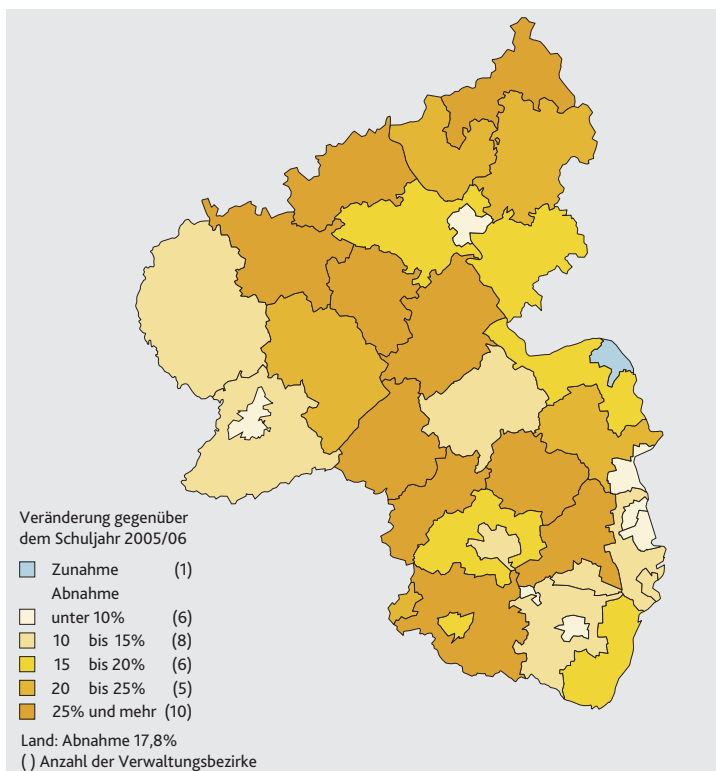 Veränderung gegenüber
dem Schuljahr 2005/06
Zunahme (1)
Abnahme
unter 10% (6)
10 bis 15% (8)
15 bis 20% (6)
20 bis 25% (5)
25% und mehr (10)
Land: Abnahme 17,8%
( ) Anzahl der Verwaltungsbezirke